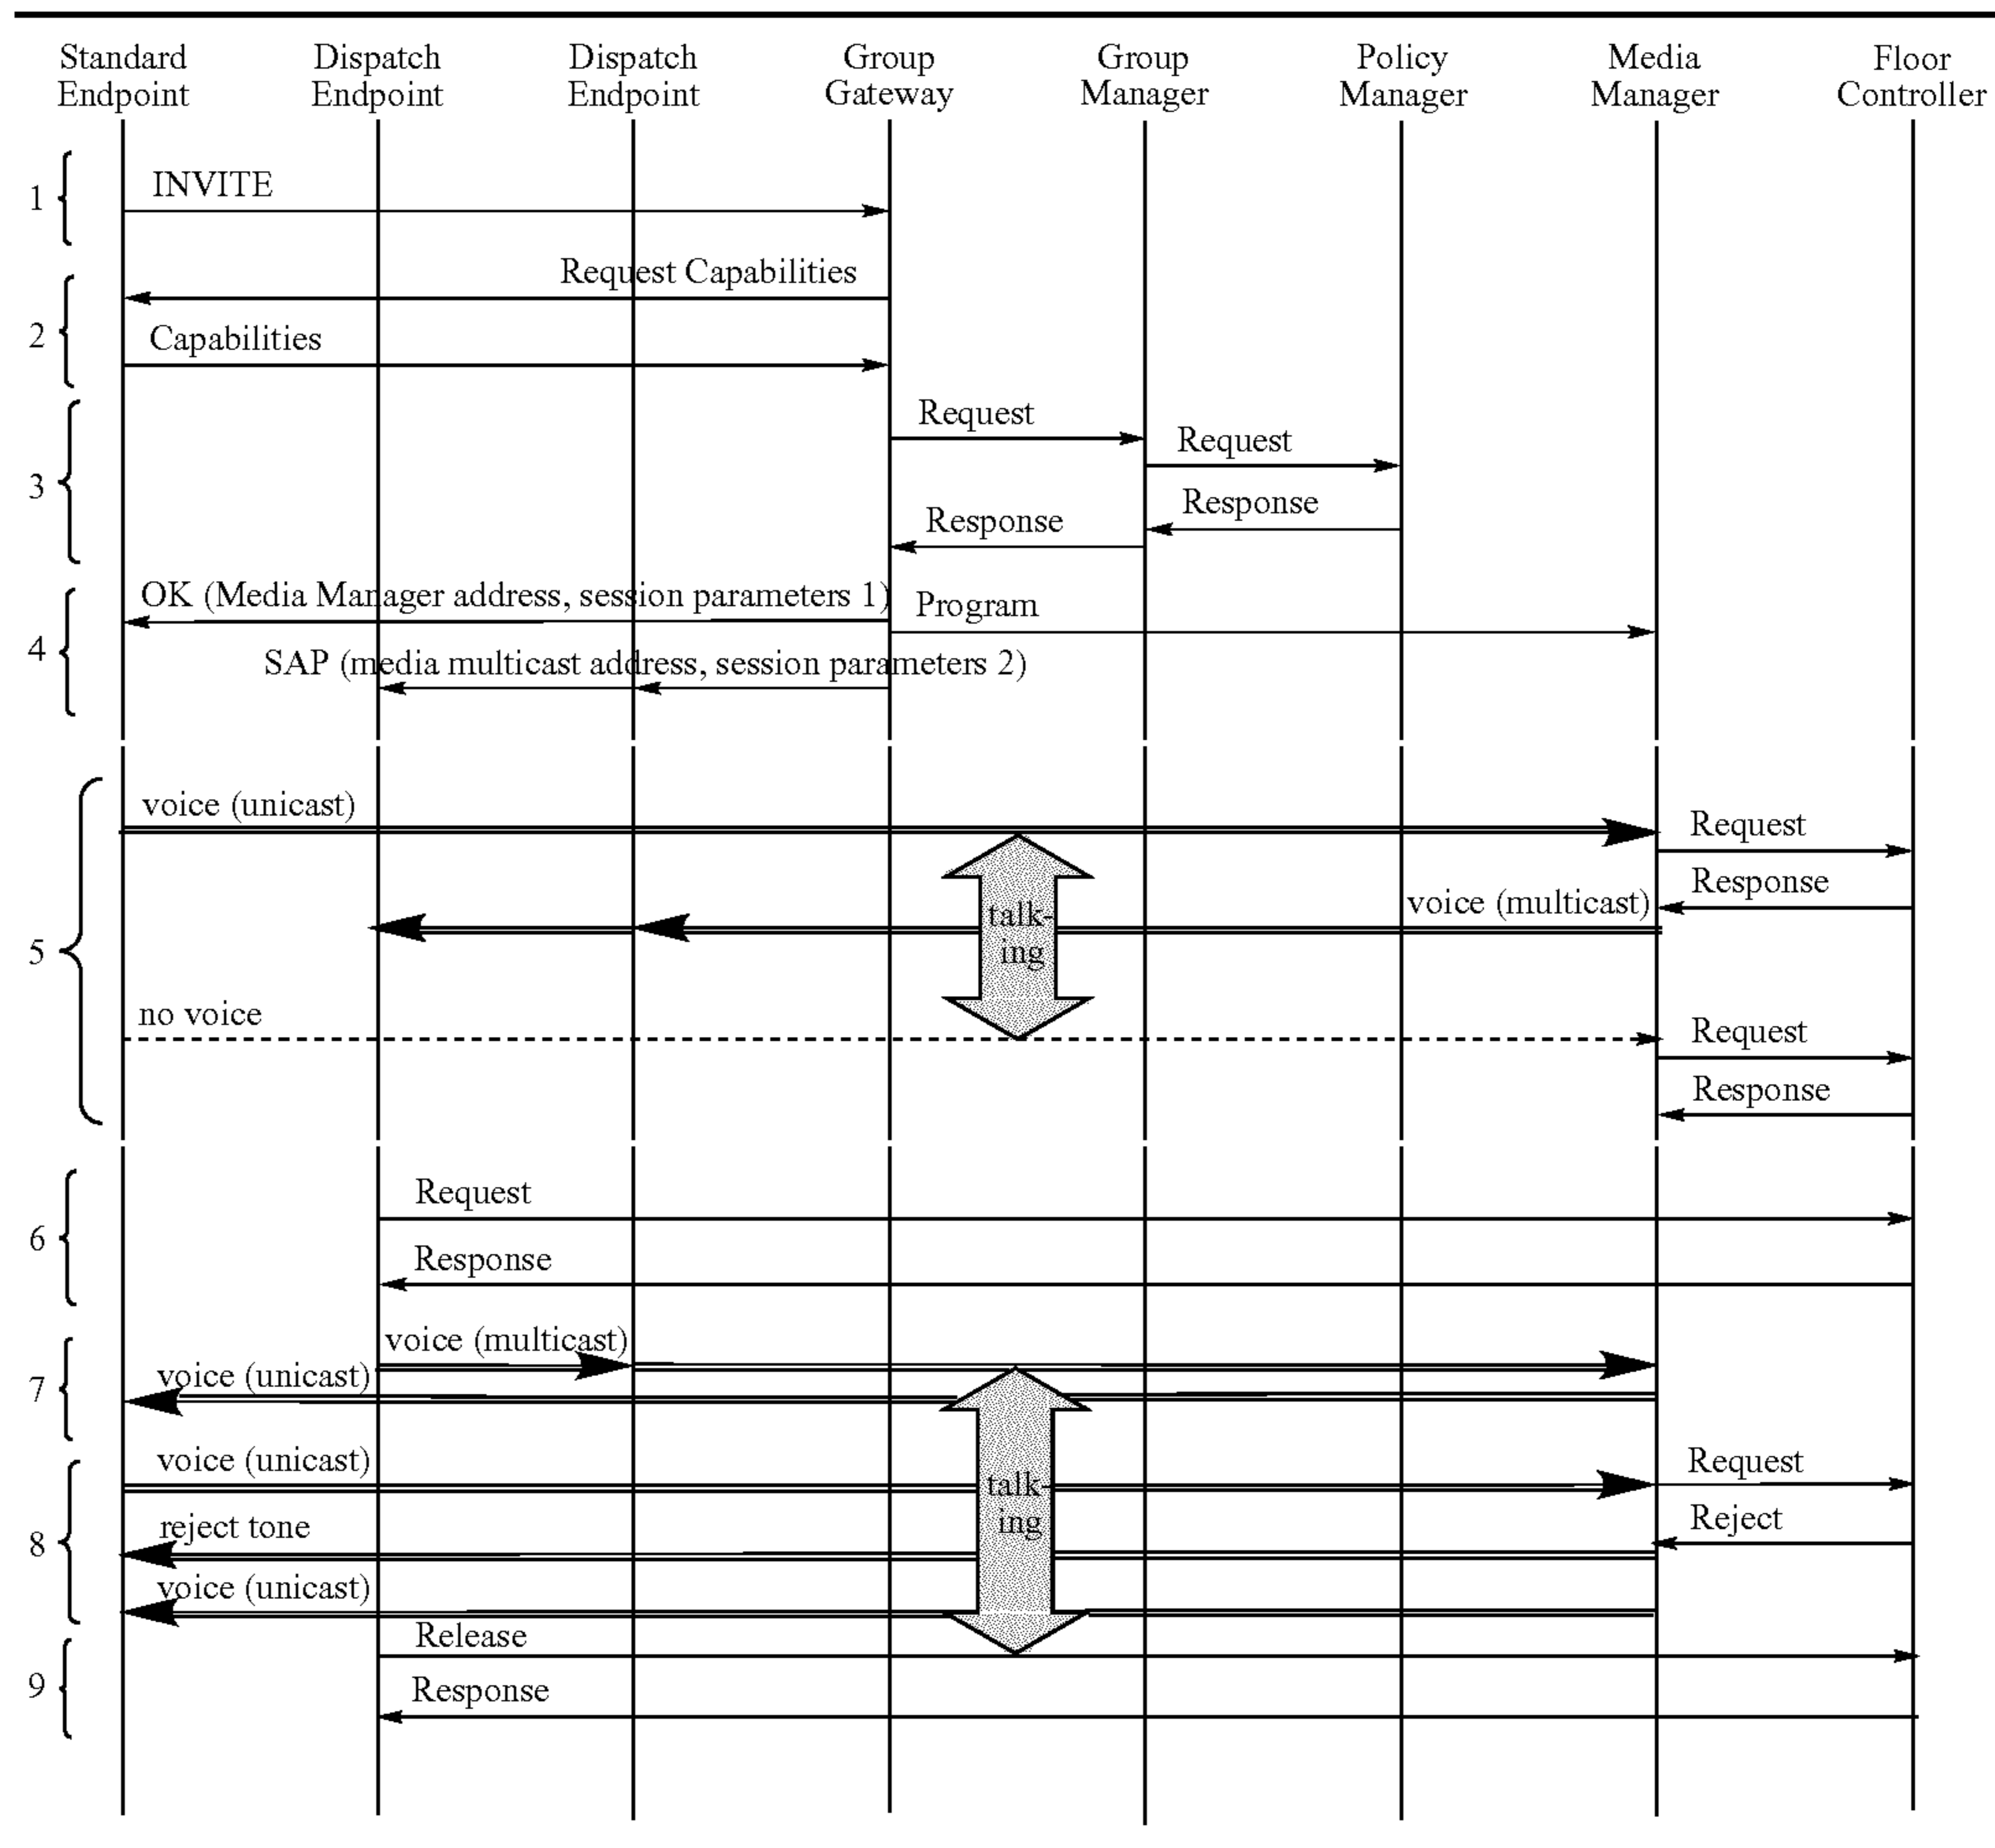 Standard Endpoint
Dispatch Endpoint
Dispatch Endpoint
Group Gateway
Group Manager
Policy Manager
Media Manager
Floor Controller
1
INVITE
Request Capabilities
2
Capabilities
Request
Request
3
Response
Response
OK (Media Manager address, session parameters 1)
Program
4
SAP (media multicast address, session parameters 2)
voice (unicast)
Request
Response
voice (multicast)
talk-
ing
5
no voice
Request
Response
Request
6
Response
voice (multicast)
voice (unicast)
7
voice (unicast)
Request
talk-
ing
Reject
reject tone
8
voice (unicast)
Release
9
Response